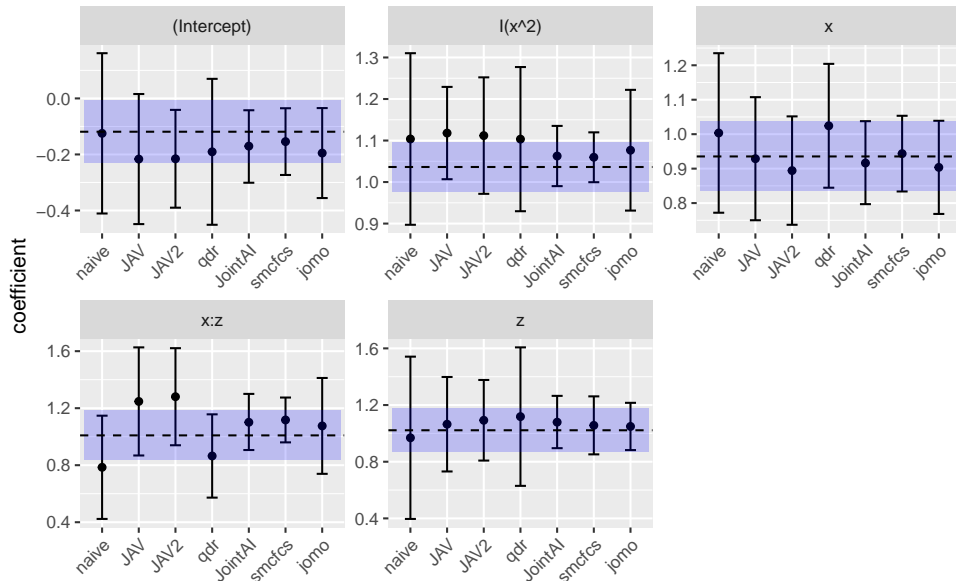 (Intercept)
I(x^2)
x
0.0
−0.2
−0.4
1.3
1.2
1.1
1.0
0.9
1.2
1.1
1.0
0.9
0.8
naive
JAV
JAV2
qdr
JointAI
smcfcs
jomo
naive
JAV
JAV2
qdr
JointAI
smcfcs
jomo
naive
JAV
JAV2
qdr
JointAI
smcfcs
jomo
coefficient
x:z
z
1.6
1.2
0.8
0.4
1.6
1.2
0.8
0.4
naive
JAV
JAV2
qdr
JointAI
smcfcs
jomo
naive
JAV
JAV2
qdr
JointAI
smcfcs
jomo